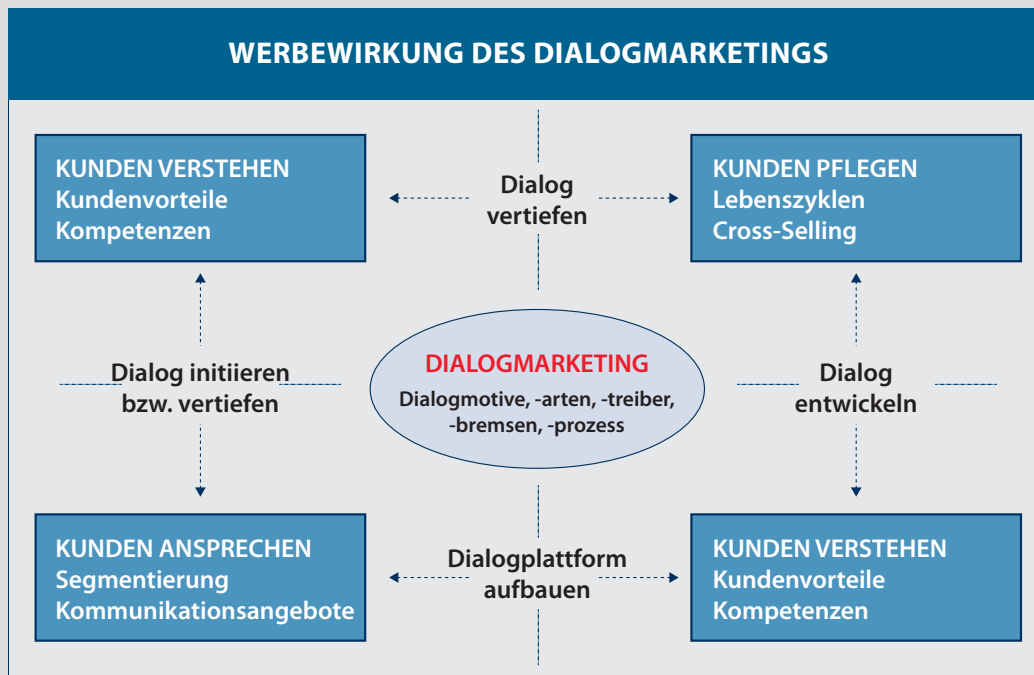 WERBEWIRKUNG DES DIALOGMARKETINGS
KUNDEN VERSTEHEN
Kundenvorteile
Kompetenzen
Dialog
vertiefen
KUNDEN PFLEGEN
Lebenszyklen
Cross-Selling
Dialog initiieren
bzw. vertiefen
DIALOGMARKETING
Dialogmotive, -arten, -treiber,
-bremsen, -prozess
Dialog
entwickeln
KUNDEN ANSPRECHEN
Segmentierung
Kommunikationsangebote
Dialogplattform
aufbauen
KUNDEN VERSTEHEN
Kundenvorteile
Kompetenzen